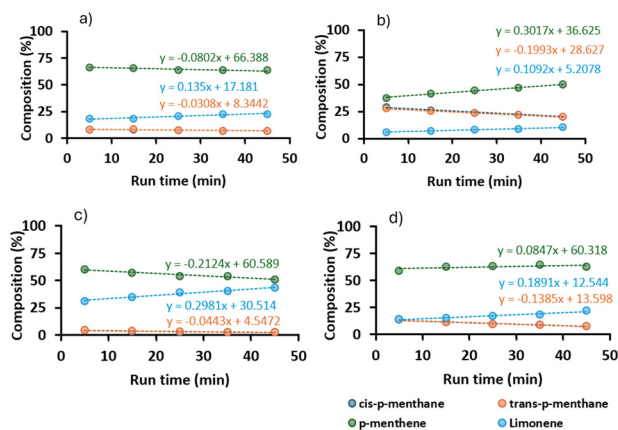 a)
b)
100
75
50
25
0
Composition (%)
y = -0.0802x + 66.388
y = 0.135x + 17.181
y = -0.0308x + 8.3442
0 10 20 30 40 50
Run time (min)
100
75
50
25
0
Composition (%)
y = 0.3017x + 36.625
y = -0.1993x + 28.627
y = 0.1092x + 5.2078
0 10 20 30 40 50
Run time (min)
c)
d)
100
75
50
25
0
Composition (%)
y = -0.2124x + 60.589
y = 0.2981x + 30.514
y = -0.0443x + 4.5472
0 10 20 30 40 50
Run time (min)
100
75
50
25
0
Composition (%)
y = 0.0847x + 60.318
y = 0.1891x + 12.544
y = -0.1385x + 13.598
0 10 20 30 40 50
Run time (min)
cis-p-menthane
trans-p-menthane
p-menthene
Limonene